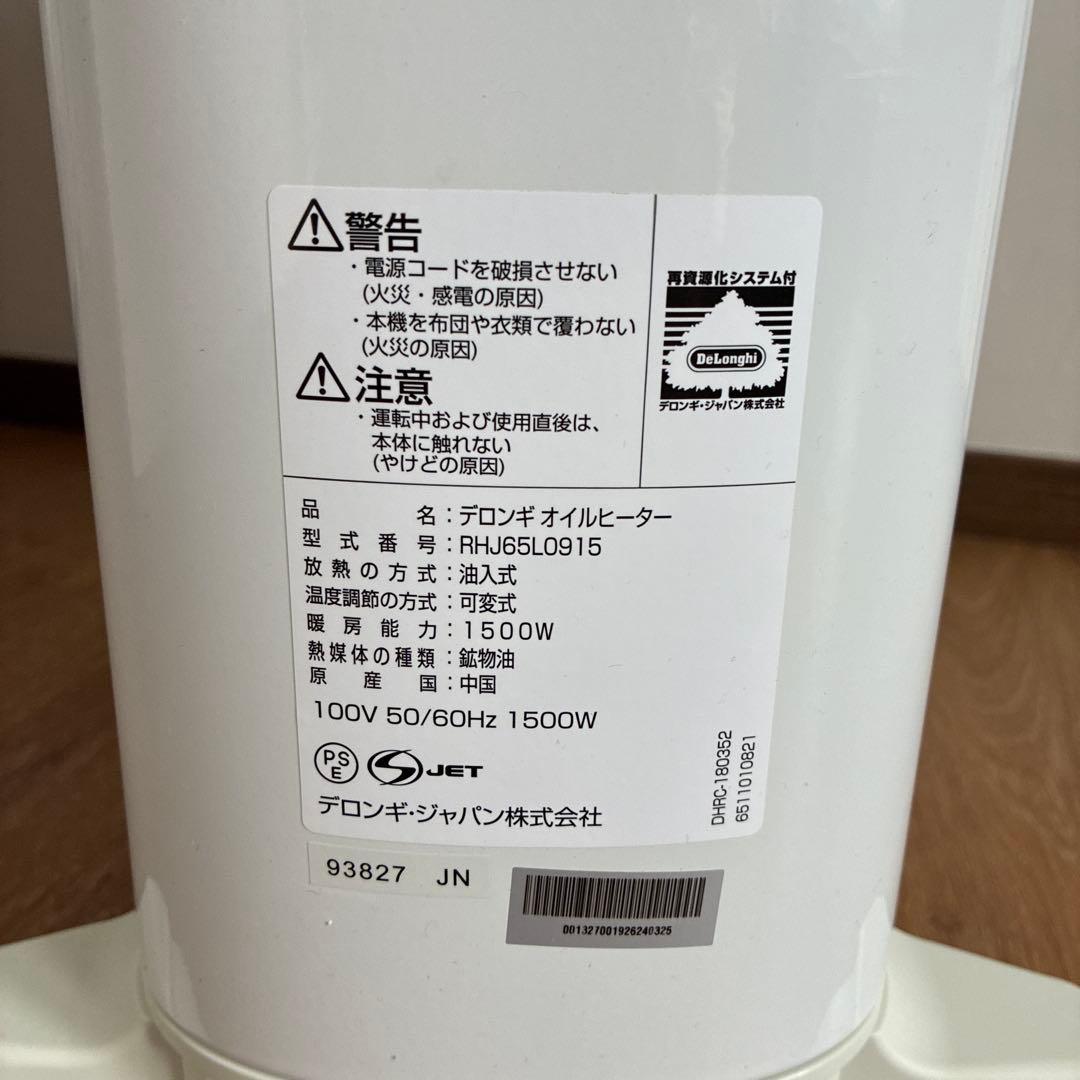 警告
・電源コードを破損させない
(火災・感電の原因)
・本機を布団や衣類で覆わない
(火災の原因)
注意
・運転中および使用直後は、
本体に触れない
(やけどの原因)
再資源化システム付
DeLonghi
デロンギ・ジャパン株式会社
品名：デロンギ オイルヒーター
型式番号：RHJ65L0915
放熱の方式：油入式
温度調節の方式：可変式
暖房能力：1500W
熱媒体の種類：鉱物油
原産国：中国
100V 50/60Hz 1500W
PS
E
S JET
デロンギ・ジャパン株式会社
DHRC-180352
6511010821
93827 JN
001327001926240325